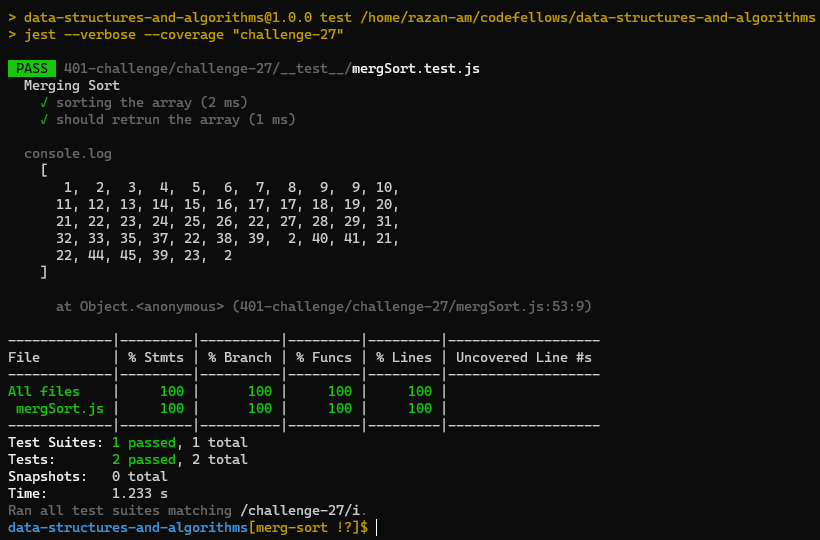 > data-structures-and-algorithms@1.0.0 test /home/razan-am/codefellows/data-structures-and-algorithms
> jest --verbose --coverage "challenge-27"
PASS 401-challenge/challenge-27/__test__/mergSort.test.js
Merging Sort
√ sorting the array (2 ms)
√ should retrun the array (1 ms)
console.log
[
1, 2, 3, 4, 5, 6, 7, 8, 9, 9, 10,
11, 12, 13, 14, 15, 16, 17, 17, 18, 19, 20,
21, 22, 23, 24, 25, 26, 22, 27, 28, 29, 31,
32, 33, 35, 37, 22, 38, 39, 2, 40, 41, 21,
22, 44, 45, 39, 23, 2
]
at Object.<anonymous> (401-challenge/challenge-27/mergSort.js:53:9)
-------------|---------|----------|---------|---------|-------------------
File | % Stmts | % Branch | % Funcs | % Lines | Uncovered Line #s
-------------|---------|----------|---------|---------|-------------------
All files | 100 | 100 | 100 | 100 |
mergSort.js | 100 | 100 | 100 | 100 |
-------------|---------|----------|---------|---------|-------------------
Test Suites: 1 passed, 1 total
Tests: 2 passed, 2 total
Snapshots: 0 total
Time: 1.233 s
Ran all test suites matching /challenge-27/i.
data-structures-and-algorithms[merg-sort !?]$